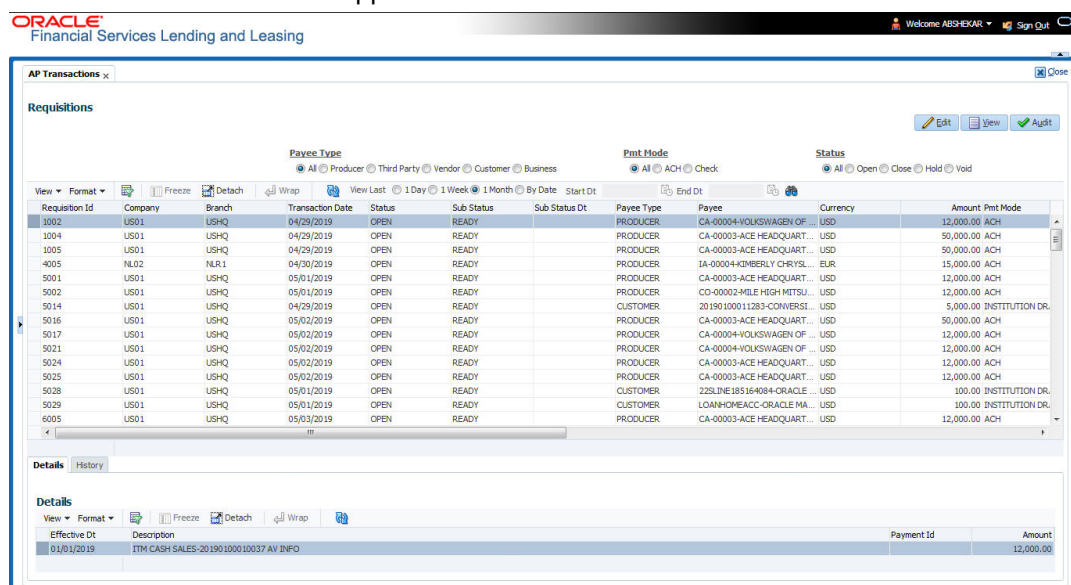 ORACLE
Financial Services Lending and Leasing
Welcome ABSHEKAR Sign Out
AP Transactions x Close
Requisitions
Edit View Audit
Payee Type Pmt Mode Status
All Producer Third Party Vendor Customer Business All ACH Check All Open Close Hold Void
View Format Freeze Detach Wrap View Last 1 Day 1 Week 1 Month By Date Start Dt End Dt
Requisition Id Company Branch Transaction Date Status Sub Status Sub Status Dt Payee Type Payee Currency Amount Pmt Mode
1002 US01 USHQ 04/29/2019 OPEN READY PRODUCER CA-00004-VOLKSWAGEN OF ... USD 12,000.00 ACH
1004 US01 USHQ 04/29/2019 OPEN READY PRODUCER CA-00003-ACE HEADQUART... USD 50,000.00 ACH
1005 US01 USHQ 04/29/2019 OPEN READY PRODUCER CA-00003-ACE HEADQUART... USD 50,000.00 ACH
4005 NL02 NLR1 04/30/2019 OPEN READY PRODUCER IA-00004-KIMBERLY CHRYSL... EUR 15,000.00 ACH
5001 US01 USHQ 05/01/2019 OPEN READY PRODUCER CA-00003-ACE HEADQUART... USD 12,000.00 ACH
5002 US01 USHQ 05/01/2019 OPEN READY PRODUCER CO-00002-MILE HIGH MITSU... USD 12,000.00 ACH
5014 US01 USHQ 04/29/2019 OPEN READY CUSTOMER 20190100011283-CONVERSI... USD 5,000.00 INSTITUTION DR.
5016 US01 USHQ 05/02/2019 OPEN READY PRODUCER CA-00003-ACE HEADQUART... USD 50,000.00 ACH
5017 US01 USHQ 05/02/2019 OPEN READY PRODUCER CA-00004-VOLKSWAGEN OF ... USD 12,000.00 ACH
5021 US01 USHQ 05/02/2019 OPEN READY PRODUCER CA-00004-VOLKSWAGEN OF ... USD 12,000.00 ACH
5024 US01 USHQ 05/02/2019 OPEN READY PRODUCER CA-00003-ACE HEADQUART... USD 12,000.00 ACH
5025 US01 USHQ 05/02/2019 OPEN READY PRODUCER CA-00003-ACE HEADQUART... USD 12,000.00 ACH
5028 US01 USHQ 05/01/2019 OPEN READY CUSTOMER 22SLINE185164084-ORACLE ... USD 100.00 INSTITUTION DR.
5029 US01 USHQ 05/01/2019 OPEN READY CUSTOMER LOANHOMEACC-ORACLE MA... USD 100.00 INSTITUTION DR.
6005 US01 USHQ 05/03/2019 OPEN READY PRODUCER CA-00003-ACE HEADQUART... USD 12,000.00 ACH
Details History
Details
View Format Freeze Detach Wrap
Effective Dt Description Payment Id Amount
01/01/2019 ITM CASH SALES-20190100010037 AV INFO 12,000.00